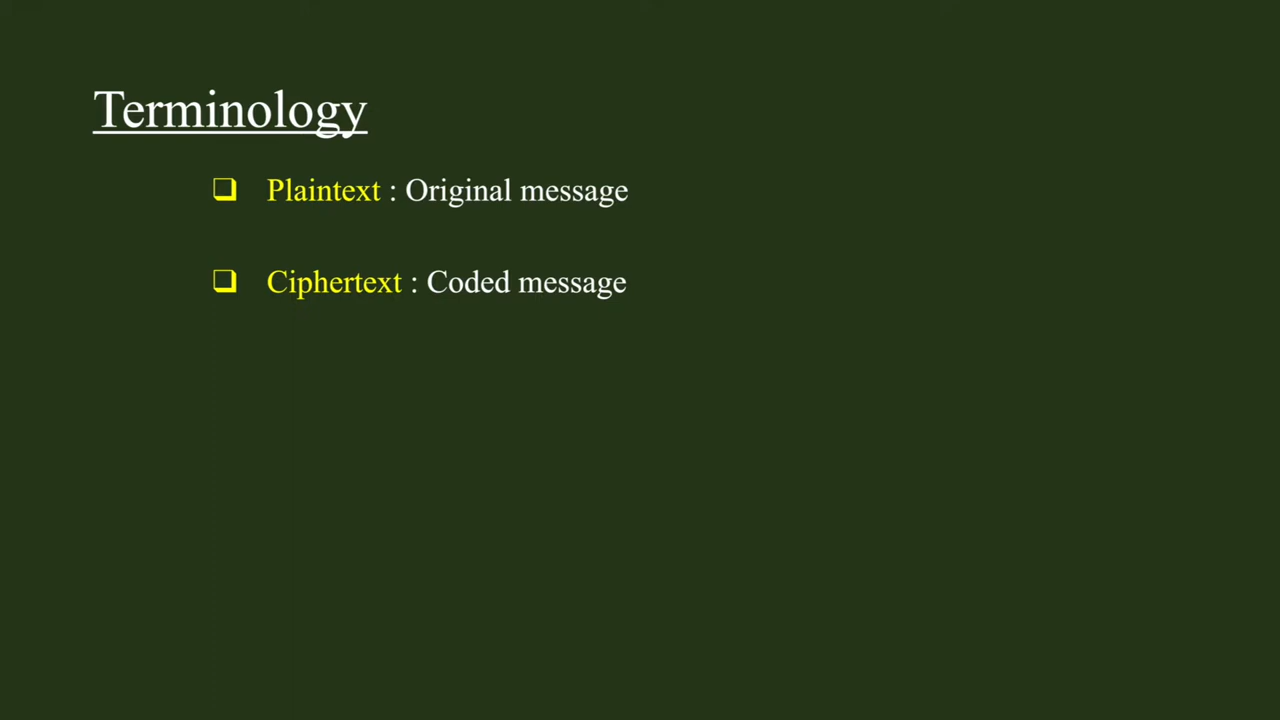 Terminology
❑ Plaintext : Original message
❑ Ciphertext : Coded message